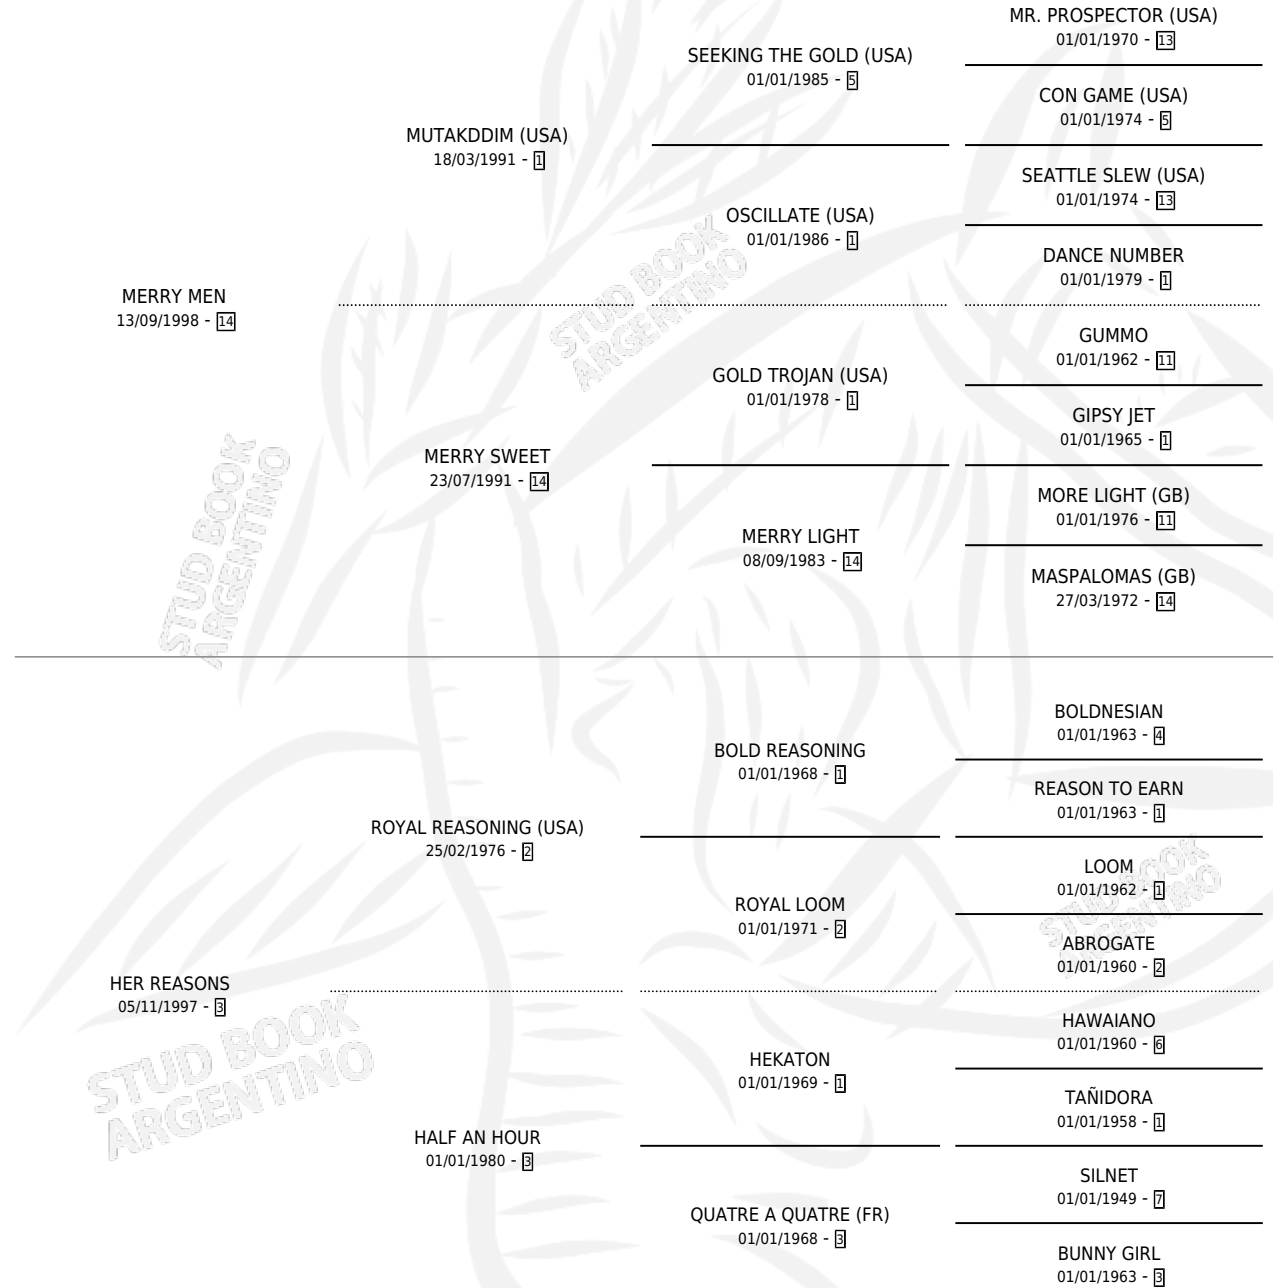 MR. PROSPECTOR (USA)
01/01/1970 - 13
SEEKING THE GOLD (USA)
01/01/1985 - 5
CON GAME (USA)
01/01/1974 - 5
MUTAKDDIM (USA)
18/03/1991 - 1
SEATTLE SLEW (USA)
01/01/1974 - 13
OSCILLATE (USA)
01/01/1986 - 1
DANCE NUMBER
01/01/1979 - 1
MERRY MEN
13/09/1998 - 14
GUMMO
01/01/1962 - 11
GOLD TROJAN (USA)
01/01/1978 - 1
GIPSY JET
01/01/1965 - 1
MERRY SWEET
23/07/1991 - 14
MORE LIGHT (GB)
01/01/1976 - 11
MERRY LIGHT
08/09/1983 - 14
MASPALOMAS (GB)
27/03/1972 - 14
BOLDNESIAN
01/01/1963 - 4
BOLD REASONING
01/01/1968 - 1
REASON TO EARN
01/01/1963 - 1
ROYAL REASONING (USA)
25/02/1976 - 2
LOOM
01/01/1962 - 1
ROYAL LOOM
01/01/1971 - 2
ABROGATE
01/01/1960 - 2
HER REASONS
05/11/1997 - 3
HAWAIANO
01/01/1960 - 6
HEKATON
01/01/1969 - 1
TAÑIDORA
01/01/1958 - 1
HALF AN HOUR
01/01/1980 - 3
SILNET
01/01/1949 - 7
QUATRE A QUATRE (FR)
01/01/1968 - 3
BUNNY GIRL
01/01/1963 - 3
STUD BOOK
ARGENTINO
STUD BOOK
ARGENTINO
STUD BOOK
ARGENTINO
STUD BOOK
ARGENTINO